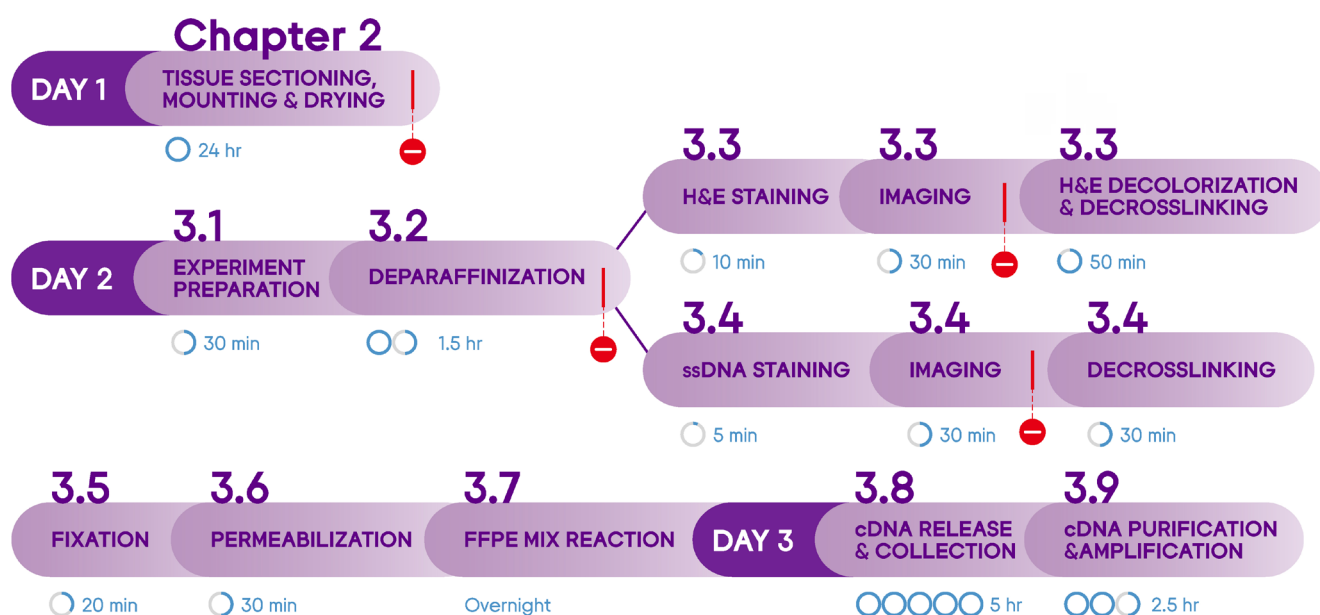 Chapter 2
DAY 1
TISSUE SECTIONING,
MOUNTING & DRYING
24 hr
DAY 2
3.1
EXPERIMENT
PREPARATION
30 min
3.2
DEPARAFFINIZATION
1.5 hr
3.3
H&E STAINING
10 min
3.3
IMAGING
30 min
3.3
H&E DECOLORIZATION
& DECROSSLINKING
50 min
3.4
ssDNA STAINING
5 min
3.4
IMAGING
30 min
3.4
DECROSSLINKING
30 min
3.5
FIXATION
20 min
3.6
PERMEABILIZATION
30 min
3.7
FFPE MIX REACTION
Overnight
DAY 3
3.8
cDNA RELEASE
& COLLECTION
5 hr
3.9
cDNA PURIFICATION
&AMPLIFICATION
2.5 hr